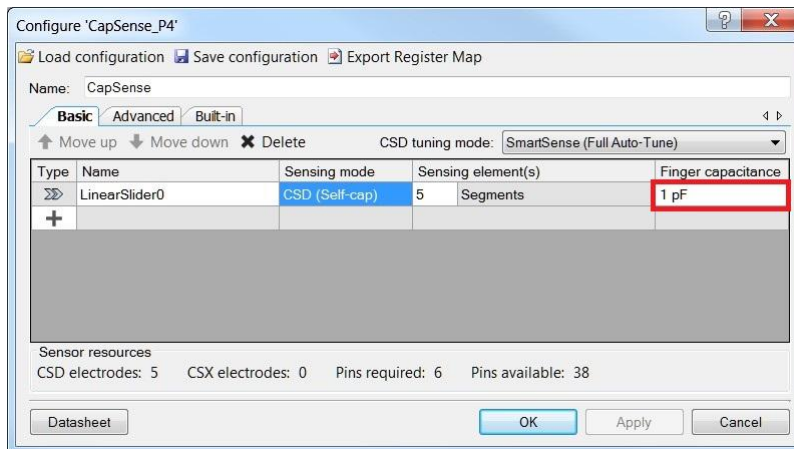 Configure 'CapSense_P4'
Load configuration Save configuration Export Register Map
Name: CapSense
Basic Advanced Built-in
Move up Move down Delete CSD tuning mode: SmartSense (Full Auto-Tune)
Type Name Sensing mode Sensing element(s) Finger capacitance
LinearSlider0 CSD (Self-cap) 5 Segments 1 pF
Sensor resources
CSD electrodes: 5 CSX electrodes: 0 Pins required: 6 Pins available: 38
Datasheet OK Apply Cancel